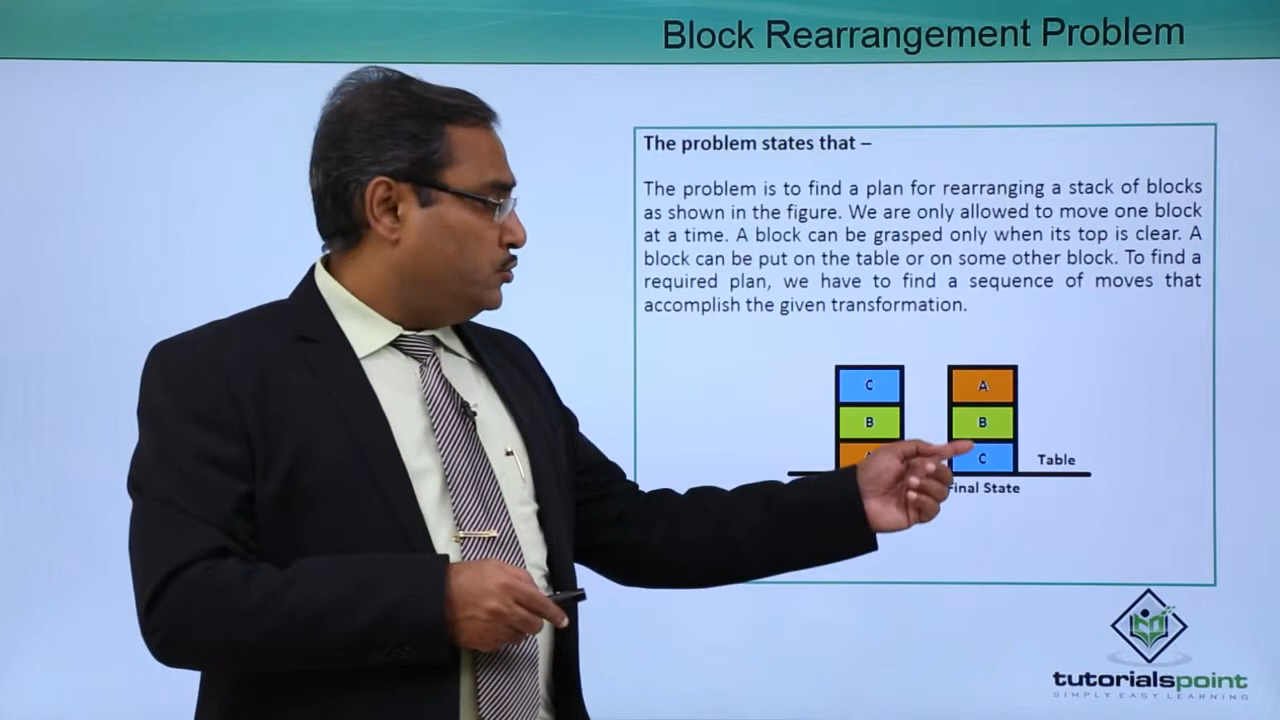 Block Rearrangement Problem
The problem states that –
The problem is to find a plan for rearranging a stack of blocks
as shown in the figure. We are only allowed to move one block
at a time. A block can be grasped only when its top is clear. A
block can be put on the table or on some other block. To find a
required plan, we have to find a sequence of moves that
accomplish the given transformation.
C A
B B
C Table
State
tutorialspoint
SIMPLY EASY LEARNING